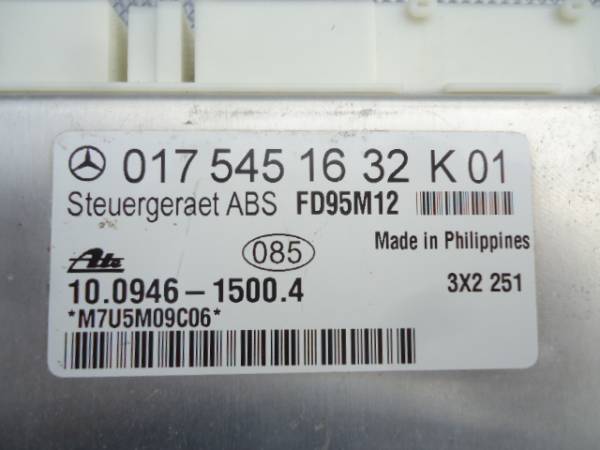 017 545 16 32 K 01
Steuergeraet ABS FD95M12
085 Made in Philippines
Ate
10.0946-1500.4 3X2 251
*M7U5M09C06*